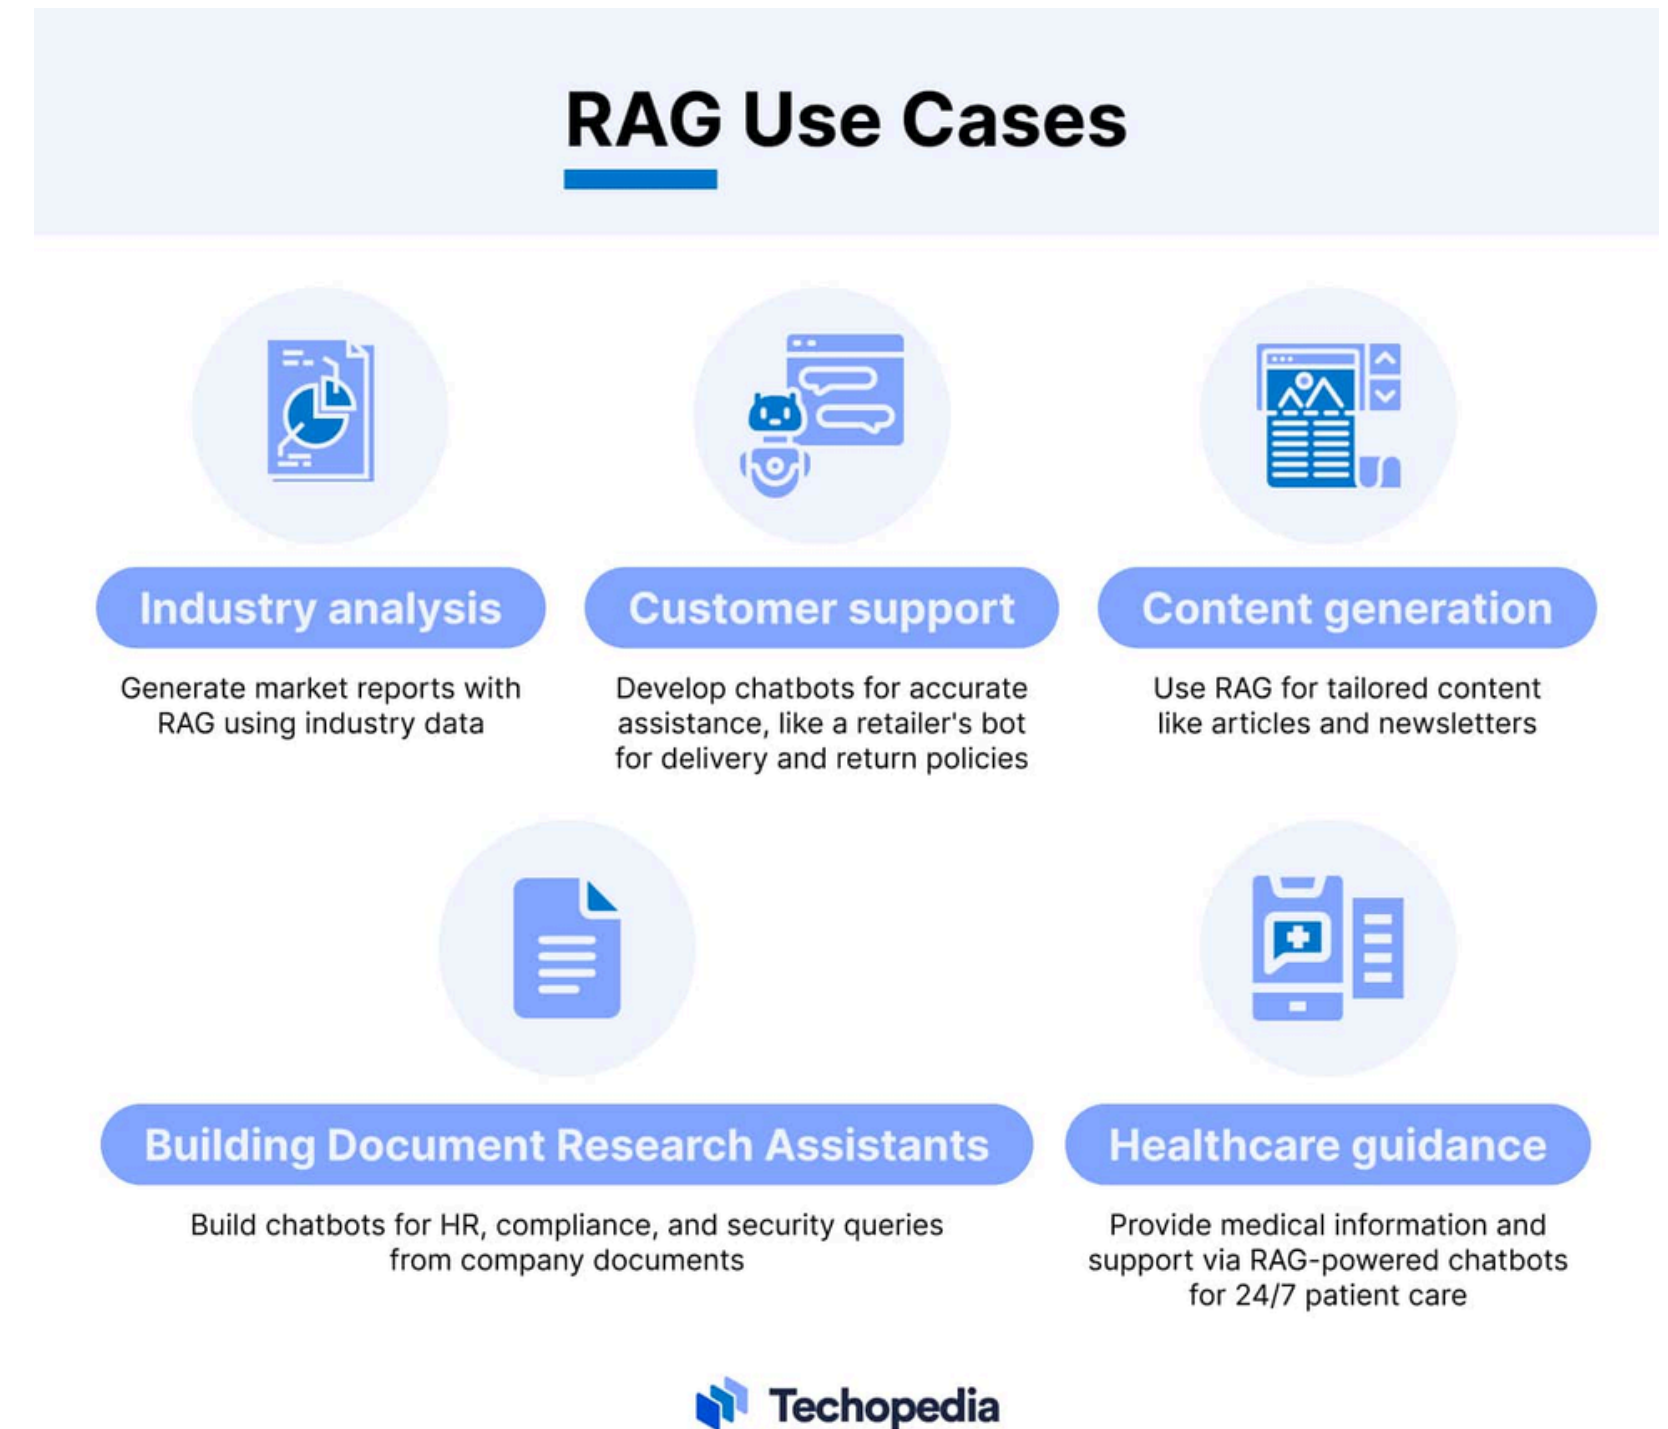 RAG Use Cases
Industry analysis
Generate market reports with
RAG using industry data
Customer support
Develop chatbots for accurate
assistance, like a retailer's bot
for delivery and return policies
Content generation
Use RAG for tailored content
like articles and newsletters
Building Document Research Assistants
Build chatbots for HR, compliance, and security queries
from company documents
Healthcare guidance
Provide medical information and
support via RAG-powered chatbots
for 24/7 patient care
Techopedia